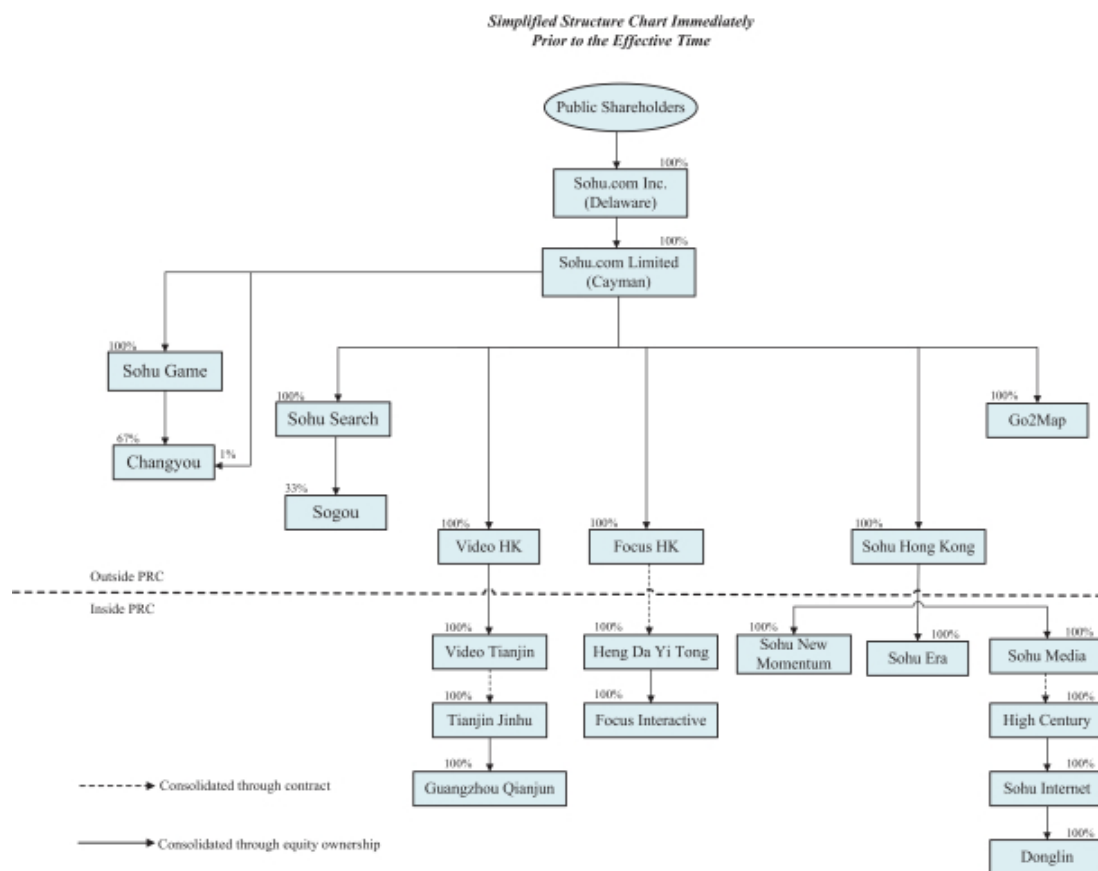 Simplified Structure Chart Immediately
Prior to the Effective Time
Public Shareholders
100%
Sohu.com Inc.
(Delaware)
100%
Sohu.com Limited
(Cayman)
100%
Sohu Game
67%
Changyou
1%
100%
Sohu Search
33%
Sogou
100%
Go2Map
100%
Video HK
100%
Focus HK
100%
Sohu Hong Kong
Outside PRC
Inside PRC
100%
Video Tianjin
100%
Tianjin Jinhu
100%
Guangzhou Qianjun
100%
Heng Da Yi Tong
100%
Focus Interactive
100%
Sohu New
Momentum
100%
Sohu Era
100%
Sohu Media
100%
High Century
100%
Sohu Internet
100%
Donglin
Consolidated through contract
Consolidated through equity ownership